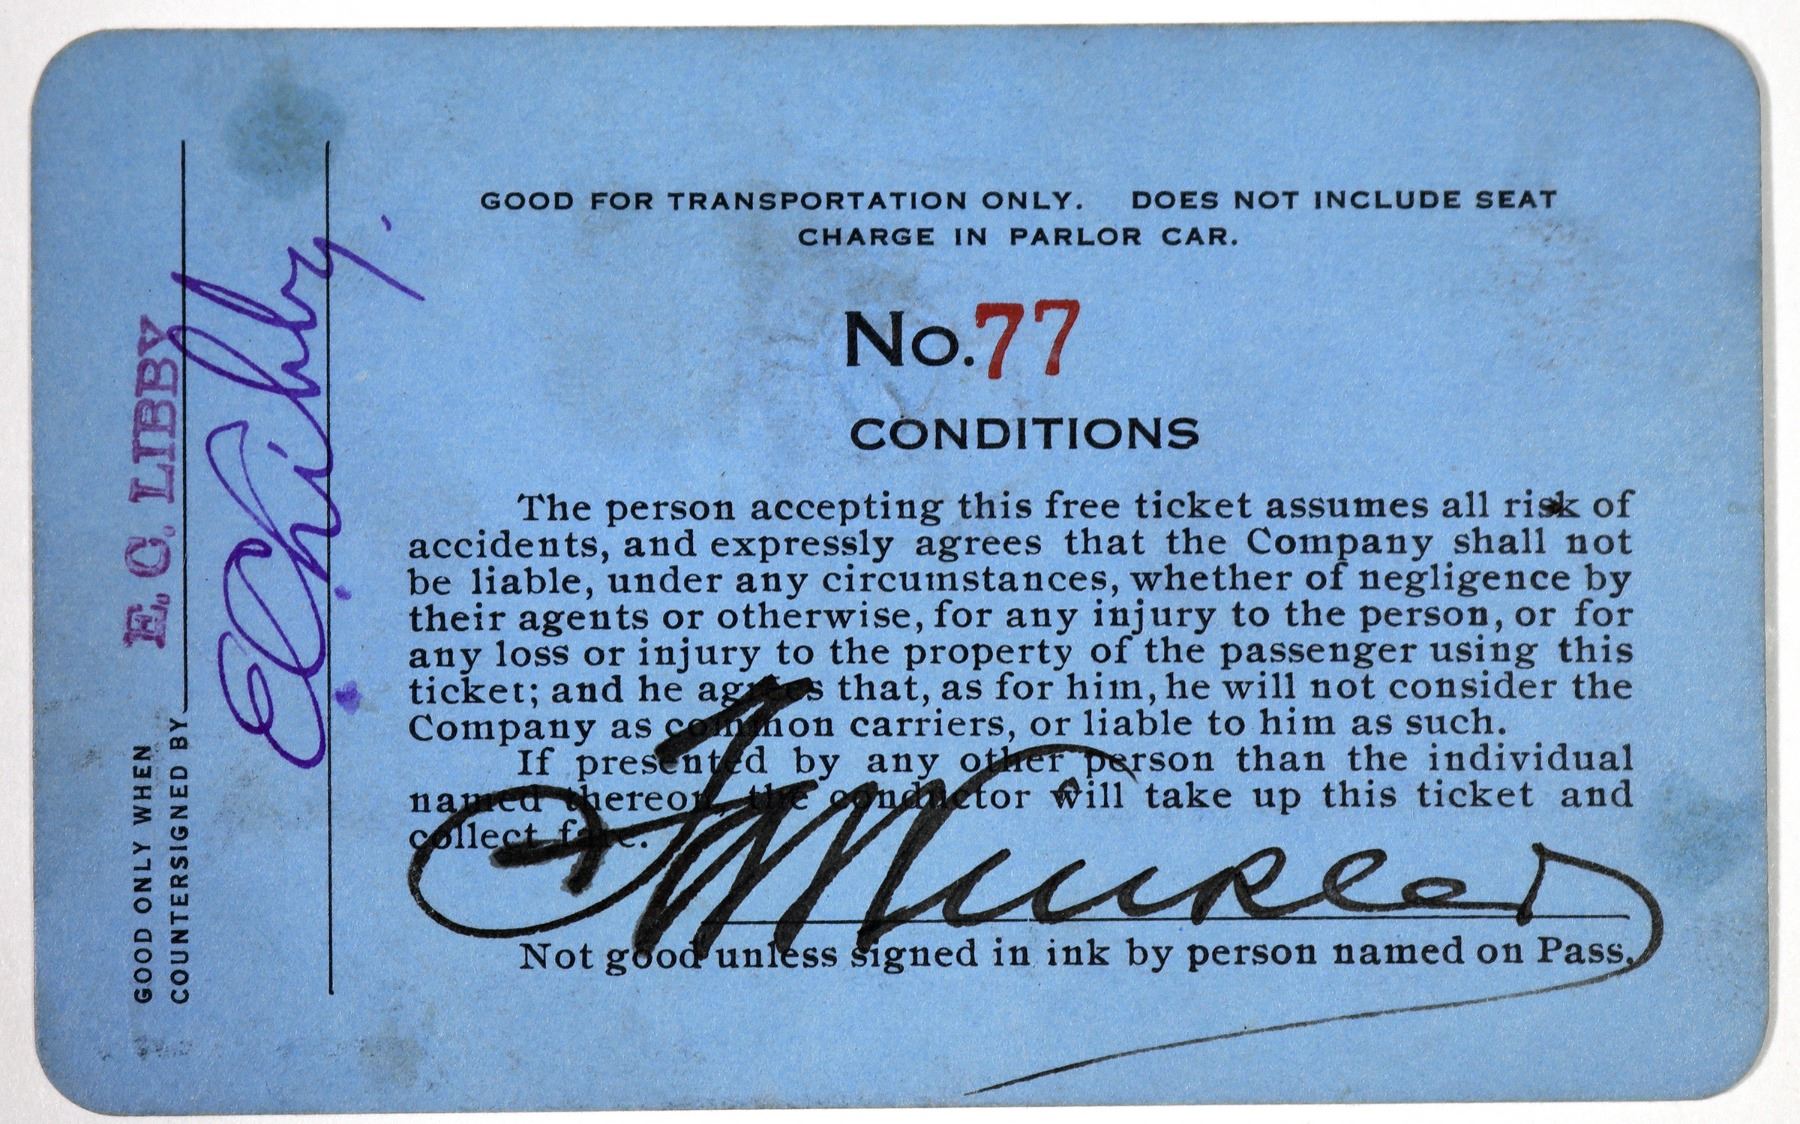 GOOD FOR TRANSPORTATION ONLY. DOES NOT INCLUDE SEAT
CHARGE IN PARLOR CAR.
No. 77
CONDITIONS
The person accepting this free ticket assumes all risk of
accidents, and expressly agrees that the Company shall not
be liable, under any circumstances, whether of negligence by
their agents or otherwise, for any injury to the person, or for
any loss or injury to the property of the passenger using this
ticket; and he agrees that, as for him, he will not consider the
Company as common carriers, or liable to him as such.
If presented by any other person than the individual
named thereon, the conductor will take up this ticket and
collect fare.
Not good unless signed in ink by person named on Pass.
GOOD ONLY WHEN
COUNTERSIGNED BY
E. C. LIBBY
E C Libby.